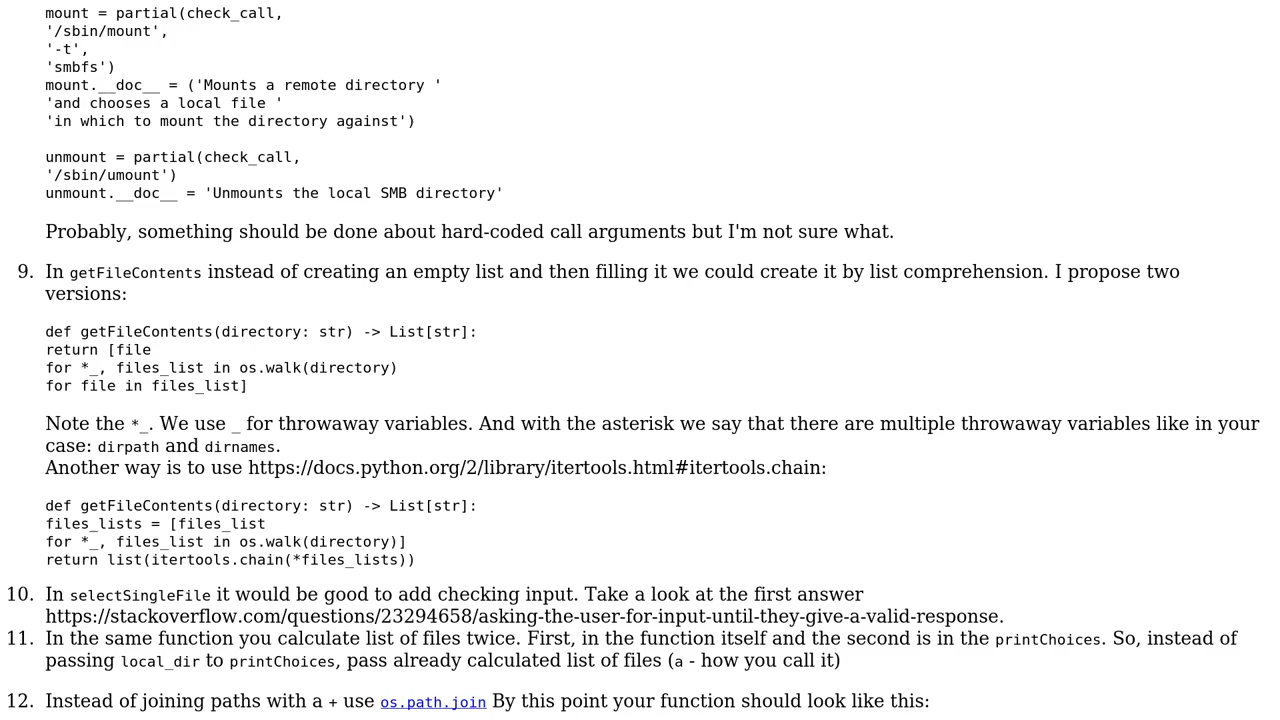 mount = partial(check_call,
'/sbin/mount',
'-t',
'smbfs')
mount.__doc__ = ('Mounts a remote directory '
'and chooses a local file '
'in which to mount the directory against')
unmount = partial(check_call,
'/sbin/umount')
unmount.__doc__ = 'Unmounts the local SMB directory'
Probably, something should be done about hard-coded call arguments but I'm not sure what.
9. In getFileContents instead of creating an empty list and then filling it we could create it by list comprehension. I propose two
versions:
def getFileContents(directory: str) -> List[str]:
return [file
for *_, files_list in os.walk(directory)
for file in files_list]
Note the *_. We use _ for throwaway variables. And with the asterisk we say that there are multiple throwaway variables like in your
case: dirpath and dirnames.
Another way is to use https://docs.python.org/2/library/itertools.html#itertools.chain:
def getFileContents(directory: str) -> List[str]:
files_lists = [files_list
for *_, files_list in os.walk(directory)]
return list(itertools.chain(*files_lists))
10. In selectSingleFile it would be good to add checking input. Take a look at the first answer
https://stackoverflow.com/questions/23294658/asking-the-user-for-input-until-they-give-a-valid-response.
11. In the same function you calculate list of files twice. First, in the function itself and the second is in the printChoices. So, instead of
passing local_dir to printChoices, pass already calculated list of files (a - how you call it)
12. Instead of joining paths with a + use os.path.join By this point your function should look like this: